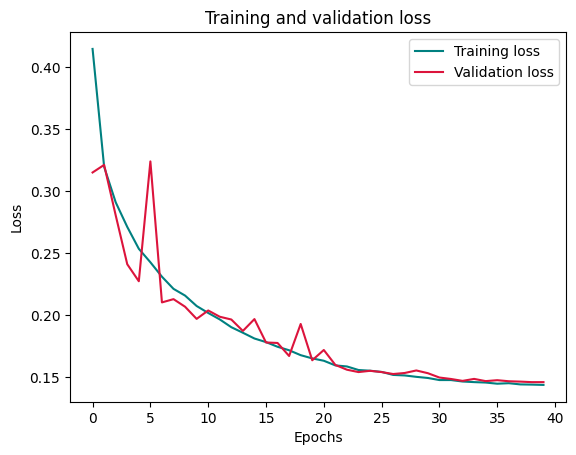 Training and validation loss
Training loss
Validation loss
0.40
0.35
0.30
0.25
0.20
0.15
Loss
0 5 10 15 20 25 30 35 40
Epochs